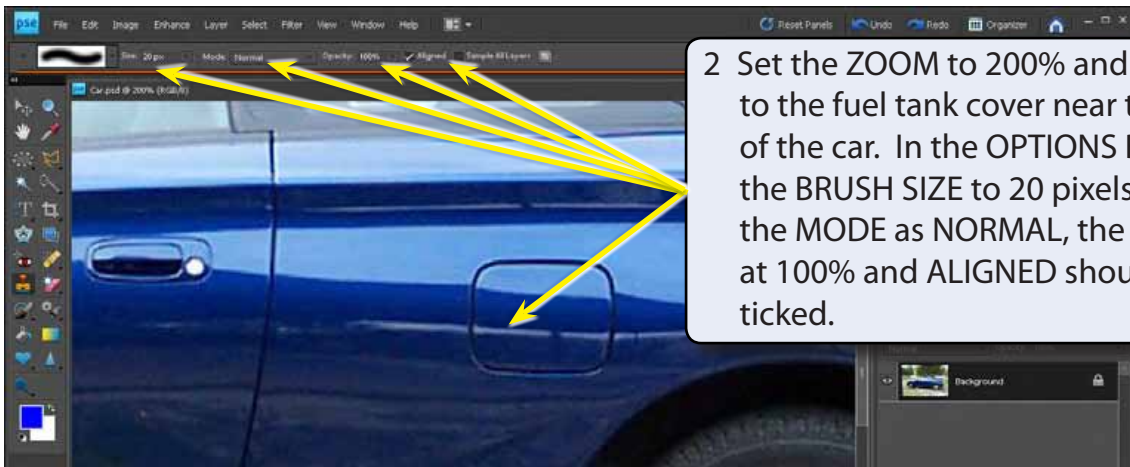 pse File Edit Image Enhance Layer Select Filter View Window Help Reset Panels Undo Redo Organizer
Size: 20 px Mode: Normal Opacity: 100% Aligned Sample All Layers
Car.psd @ 200% (RGB/8)
2 Set the ZOOM to 200% and
to the fuel tank cover near
of the car. In the OPTIONS
the BRUSH SIZE to 20 pixels
the MODE as NORMAL, the
at 100% and ALIGNED
ticked.
Background